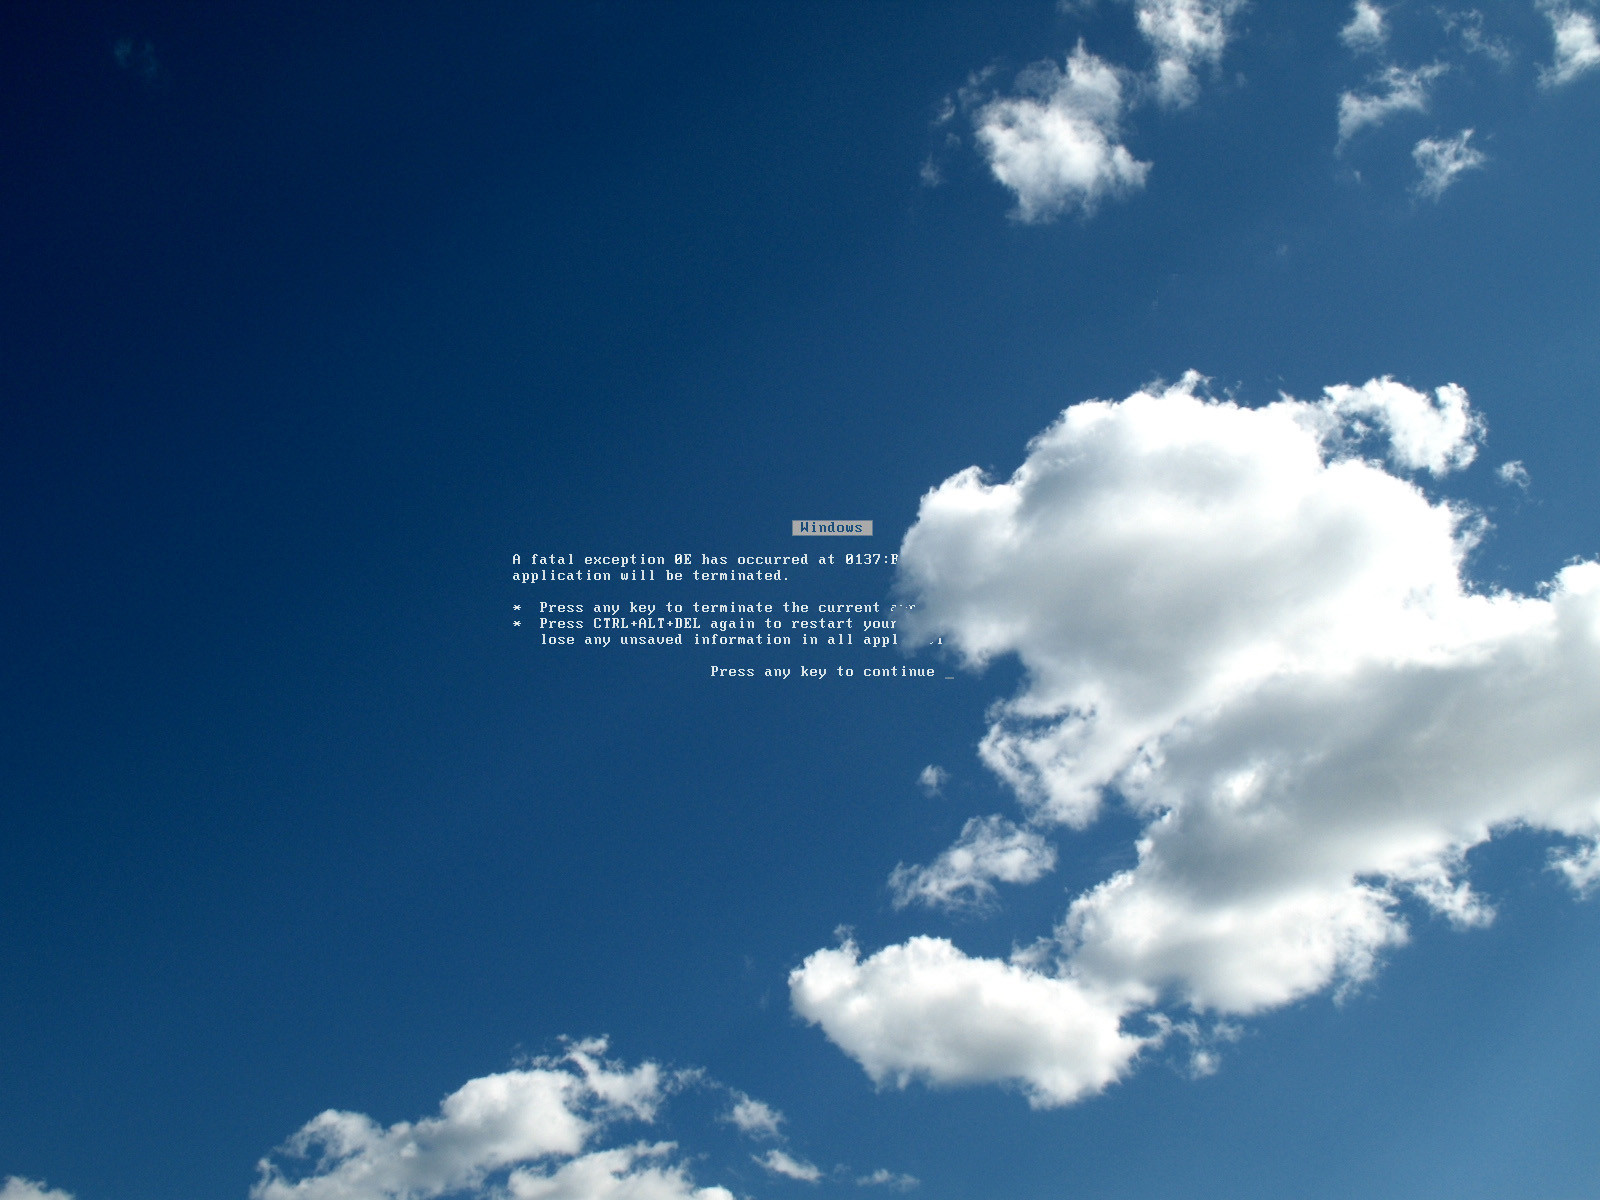 Windows
A fatal exception 0E has occurred at 0137:
application will be terminated.
* Press any key to terminate the current
* Press CTRL+ALT+DEL again to restart your
lose any unsaved information in all
Press any key to continue _